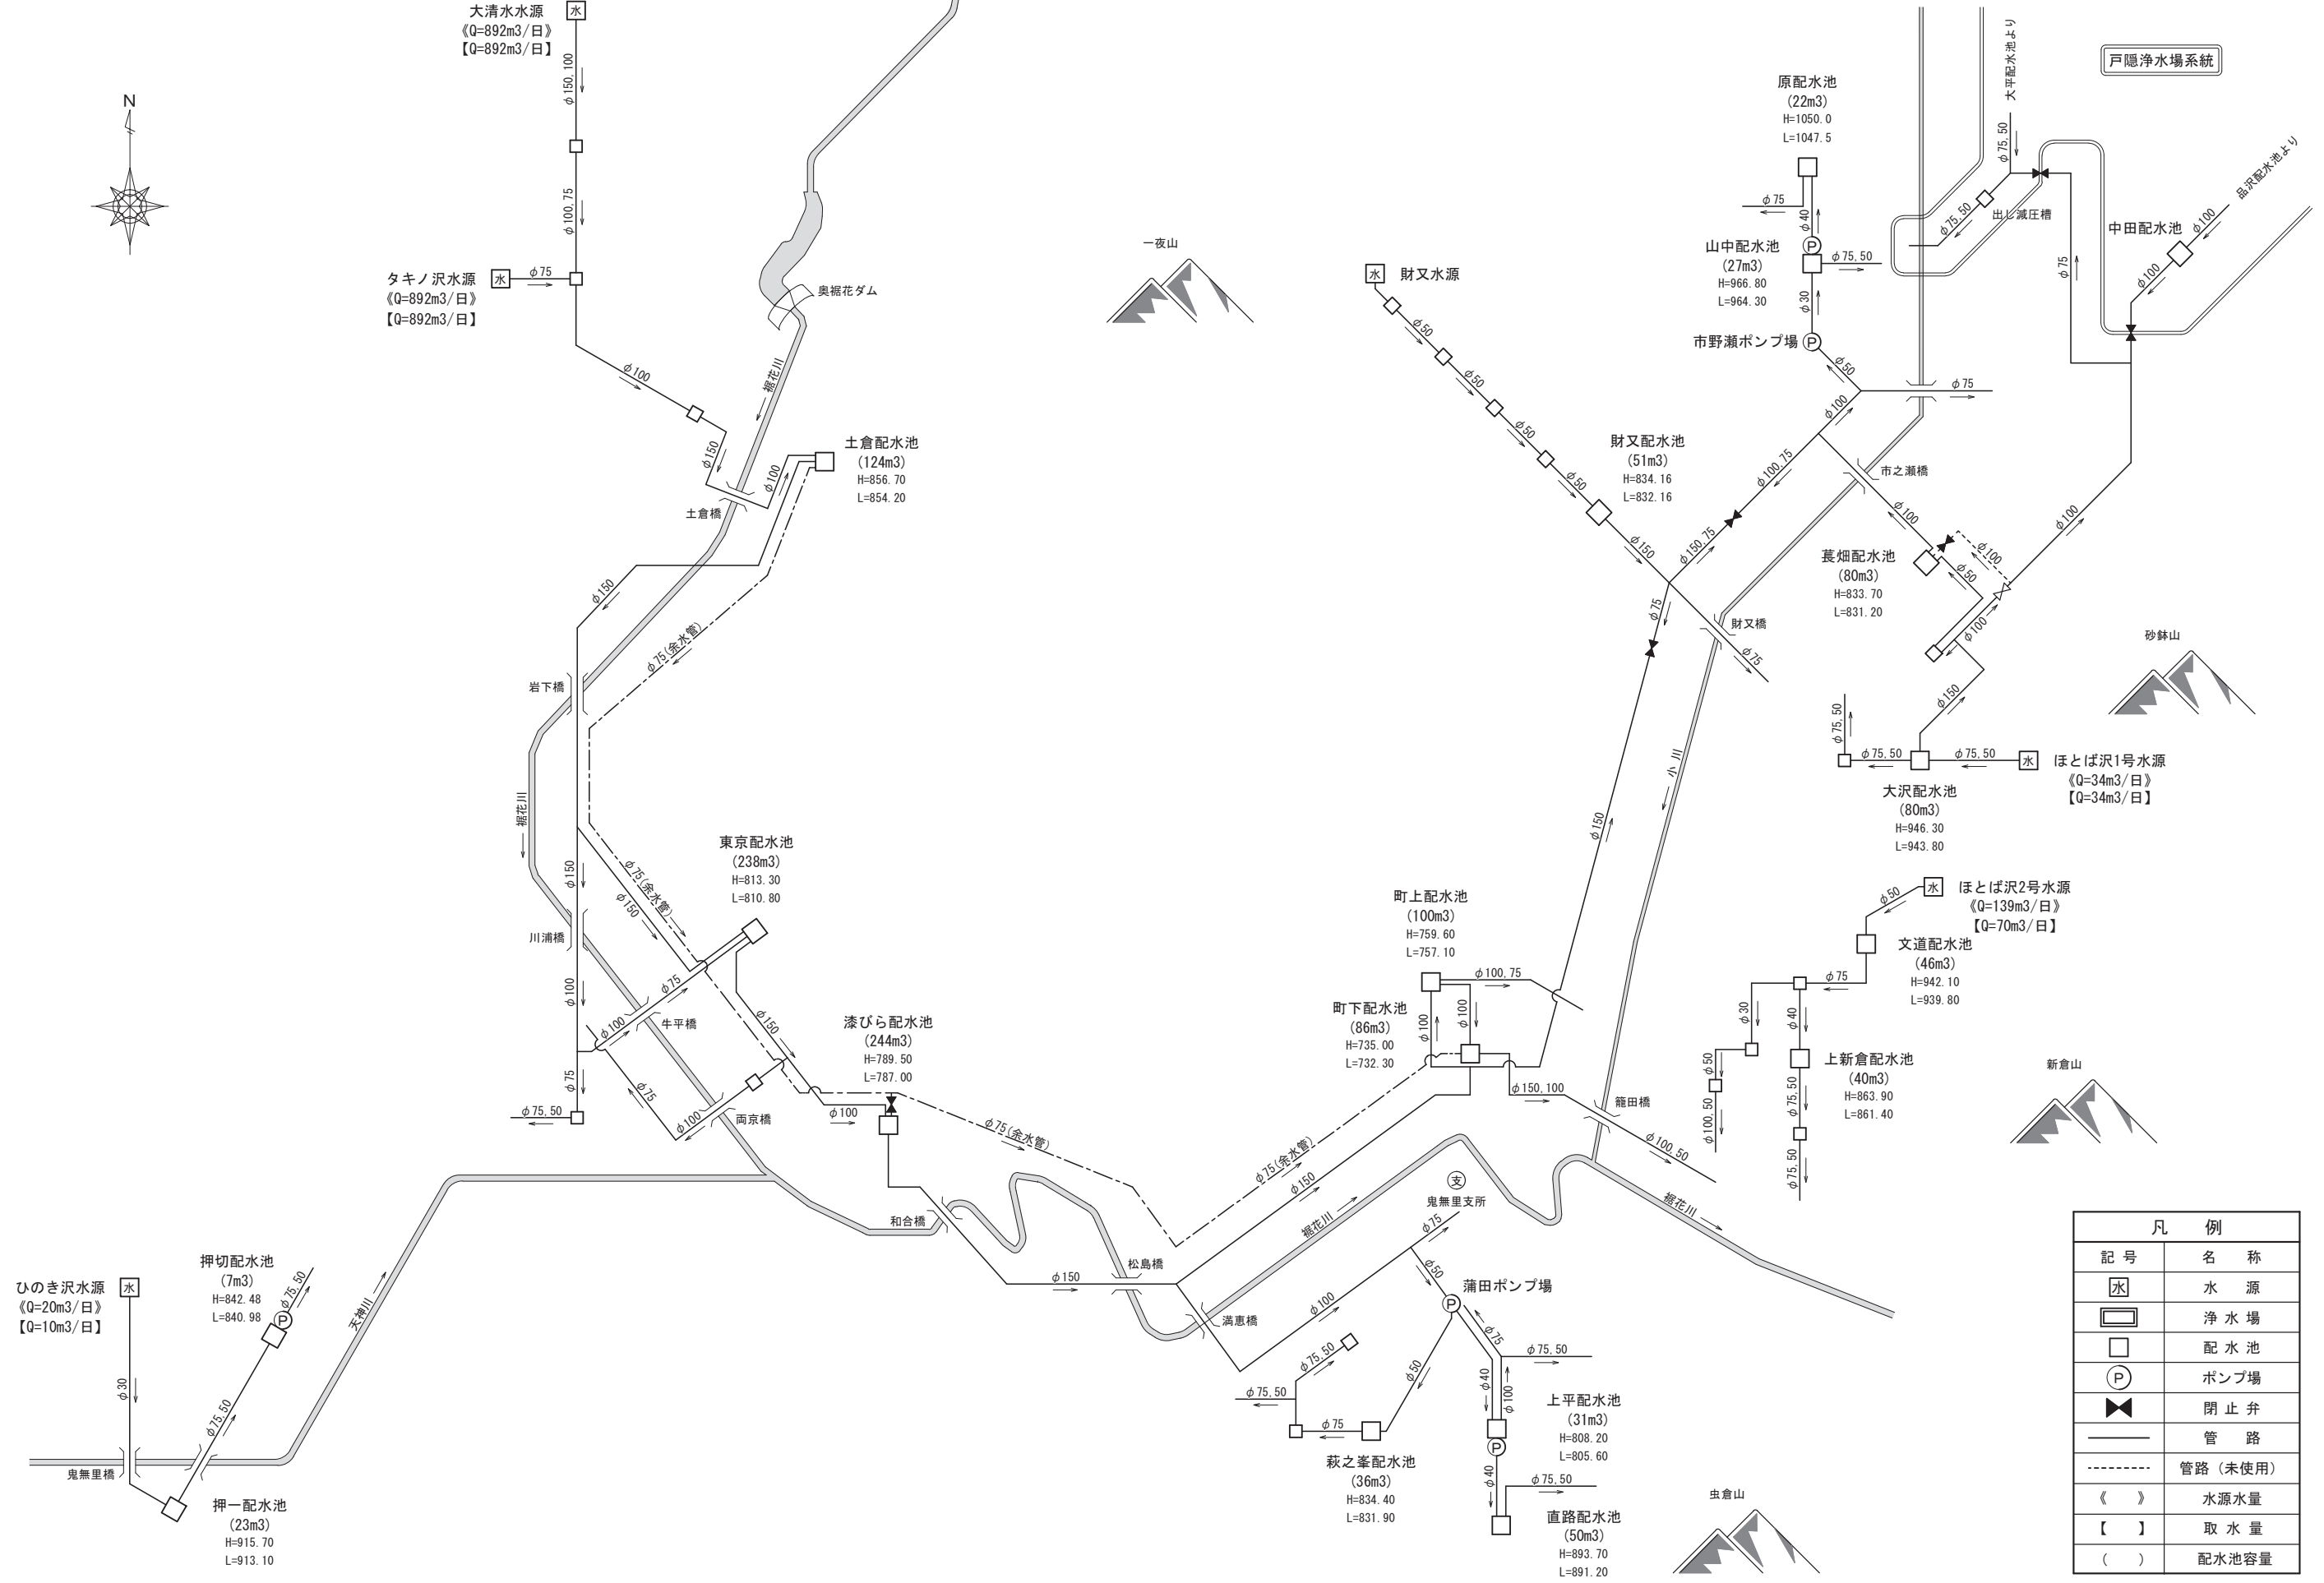 大清水水源
《Q=892m3/日》
【Q=892m3/日】
水
φ150,100
φ100,75
N
タキノ沢水源
《Q=892m3/日》
【Q=892m3/日】
水
φ75
φ100
φ150
φ100
土倉橋
裾花川
奥裾花ダム
土倉配水池
(124m3)
H=856.70
L=854.20
φ150
φ75(余水管)
岩下橋
裾花川
φ150
φ75(余水管)
φ150
川浦橋
東京配水池
(238m3)
H=813.30
L=810.80
φ100
φ75
φ100
牛平橋
φ75
φ75,50
φ75
φ100
両京橋
φ150
漆びら配水池
(244m3)
H=789.50
L=787.00
φ100
φ75(余水管)
和合橋
φ150
松島橋
φ75(余水管)
φ150
裾花川
満恵橋
ひのき沢水源
《Q=20m3/日》
【Q=10m3/日】
水
φ30
鬼無里橋
押切配水池
(7m3)
H=842.48
L=840.98
P
φ75,50
φ75,50
天神川
押一配水池
(23m3)
H=915.70
L=913.10
一夜山
水
財又水源
φ50
φ50
φ50
φ50
財又配水池
(51m3)
H=834.16
L=832.16
φ150
φ150,75
φ100,75
φ75
財又橋
φ75
φ150
小川
原配水池
(22m3)
H=1050.0
L=1047.5
φ75
φ40
P
山中配水池
(27m3)
H=966.80
L=964.30
φ75,50
φ30
市野瀬ポンプ場
P
φ50
φ75
φ100
市之瀬橋
φ100
大平配水池より
φ75,50
出し減圧槽
φ75,50
戸隠浄水場系統
品沢配水池より
φ100
中田配水池
φ100
φ75
φ100
萇畑配水池
(80m3)
H=833.70
L=831.20
φ100
φ50
φ100
φ150
砂鉢山
φ75,50
φ75,50
φ75,50
水
ほとば沢1号水源
《Q=34m3/日》
【Q=34m3/日】
大沢配水池
(80m3)
H=946.30
L=943.80
φ50
水
ほとば沢2号水源
《Q=139m3/日》
【Q=70m3/日】
文道配水池
(46m3)
H=942.10
L=939.80
φ75
φ30
φ40
φ50
φ100,50
上新倉配水池
(40m3)
H=863.90
L=861.40
φ75,50
φ75,50
新倉山
町上配水池
(100m3)
H=759.60
L=757.10
φ100,75
町下配水池
(86m3)
H=735.00
L=732.30
φ100
φ100
φ150,100
籠田橋
φ100,50
裾花川
支
鬼無里支所
φ75
φ100
φ50
P
蒲田ポンプ場
φ75
φ75,50
φ50
φ40
φ100
φ75,50
φ75,50
φ75
萩之峯配水池
(36m3)
H=834.40
L=831.90
上平配水池
(31m3)
H=808.20
L=805.60
P
φ40
φ75,50
直路配水池
(50m3)
H=893.70
L=891.20
虫倉山
凡 例
記 号 名 称
水 水 源
浄 水 場
配 水 池
P ポンプ場
閉 止 弁
管 路
管路（未使用）
《 》 水源水量
【 】 取 水 量
( ) 配水池容量